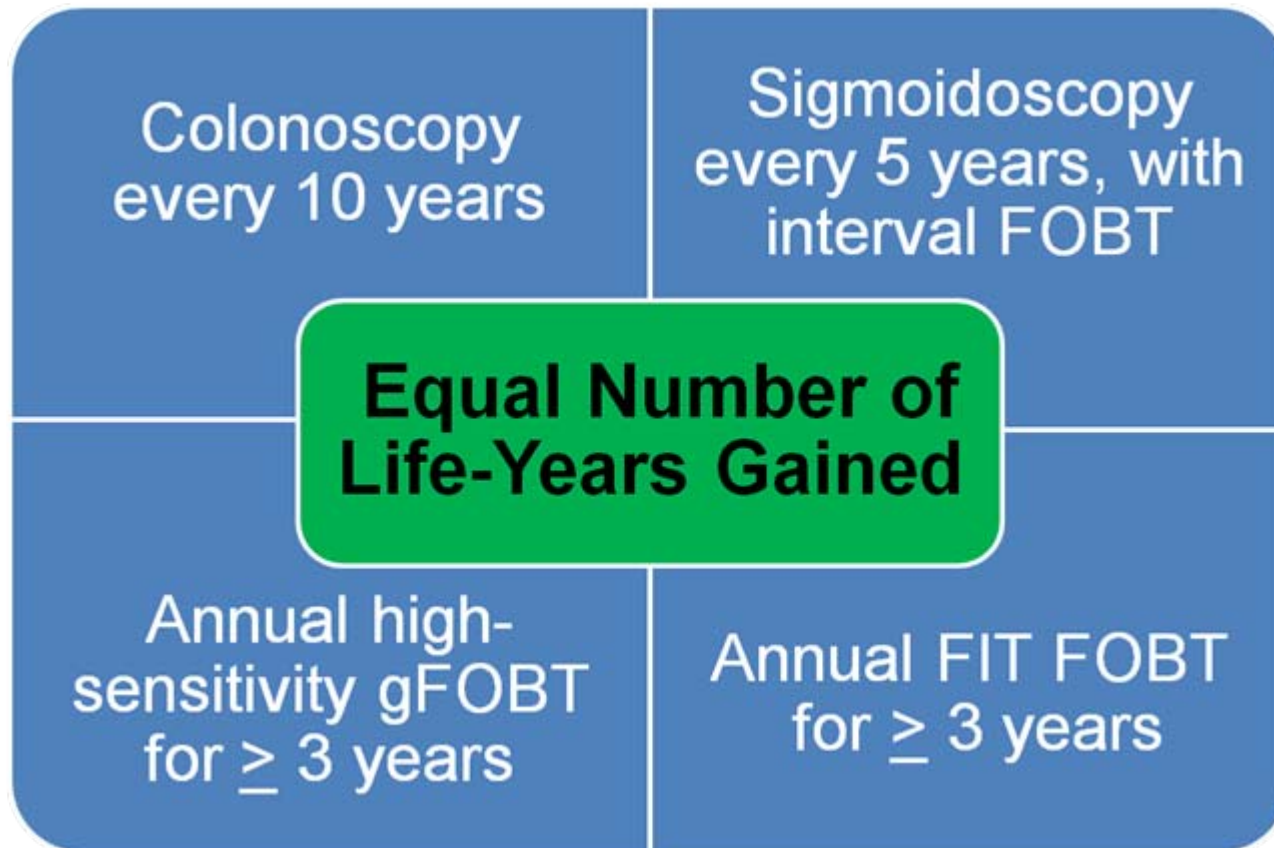 Colonoscopy
every 10 years
Sigmoidoscopy
every 5 years, with
interval FOBT
Equal Number of
Life-Years Gained
Annual high-
sensitivity gFOBT
for ≥ 3 years
Annual FIT FOBT
for ≥ 3 years